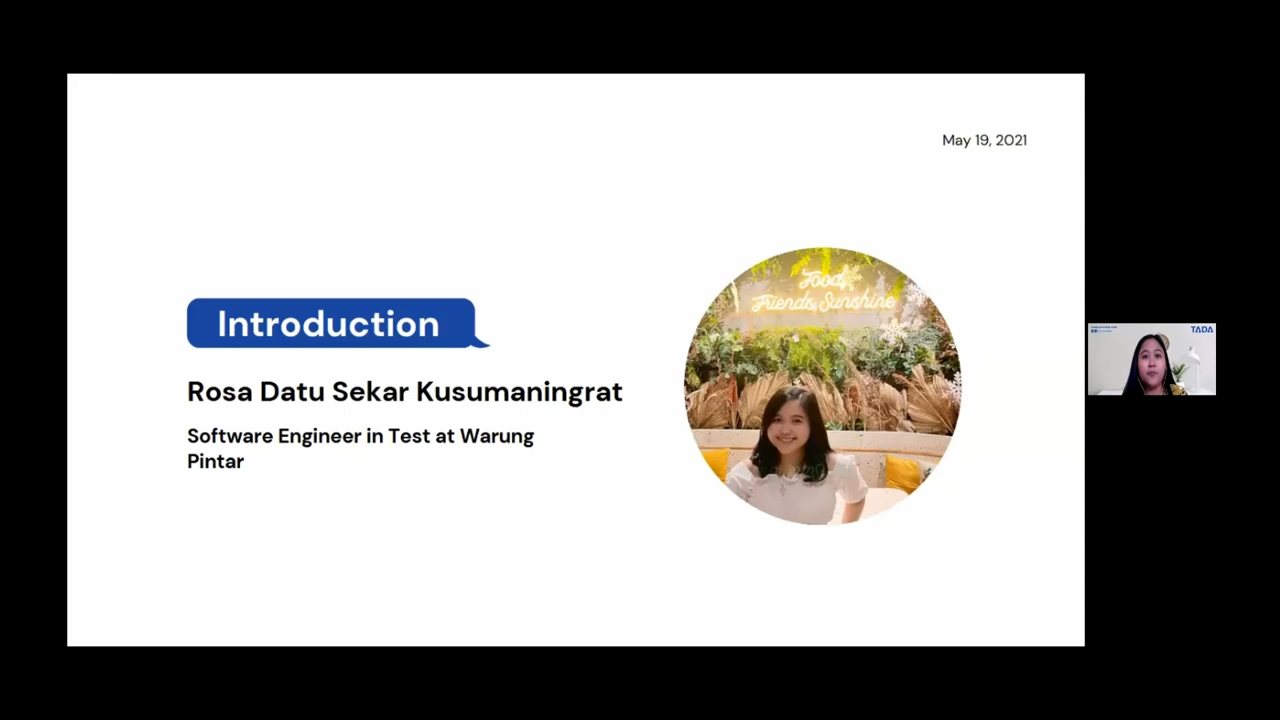 May 19, 2021
Introduction
Rosa Datu Sekar Kusumaningrat
Software Engineer in Test at Warung
Pintar
Food,
Friends, Sunshine
TADA